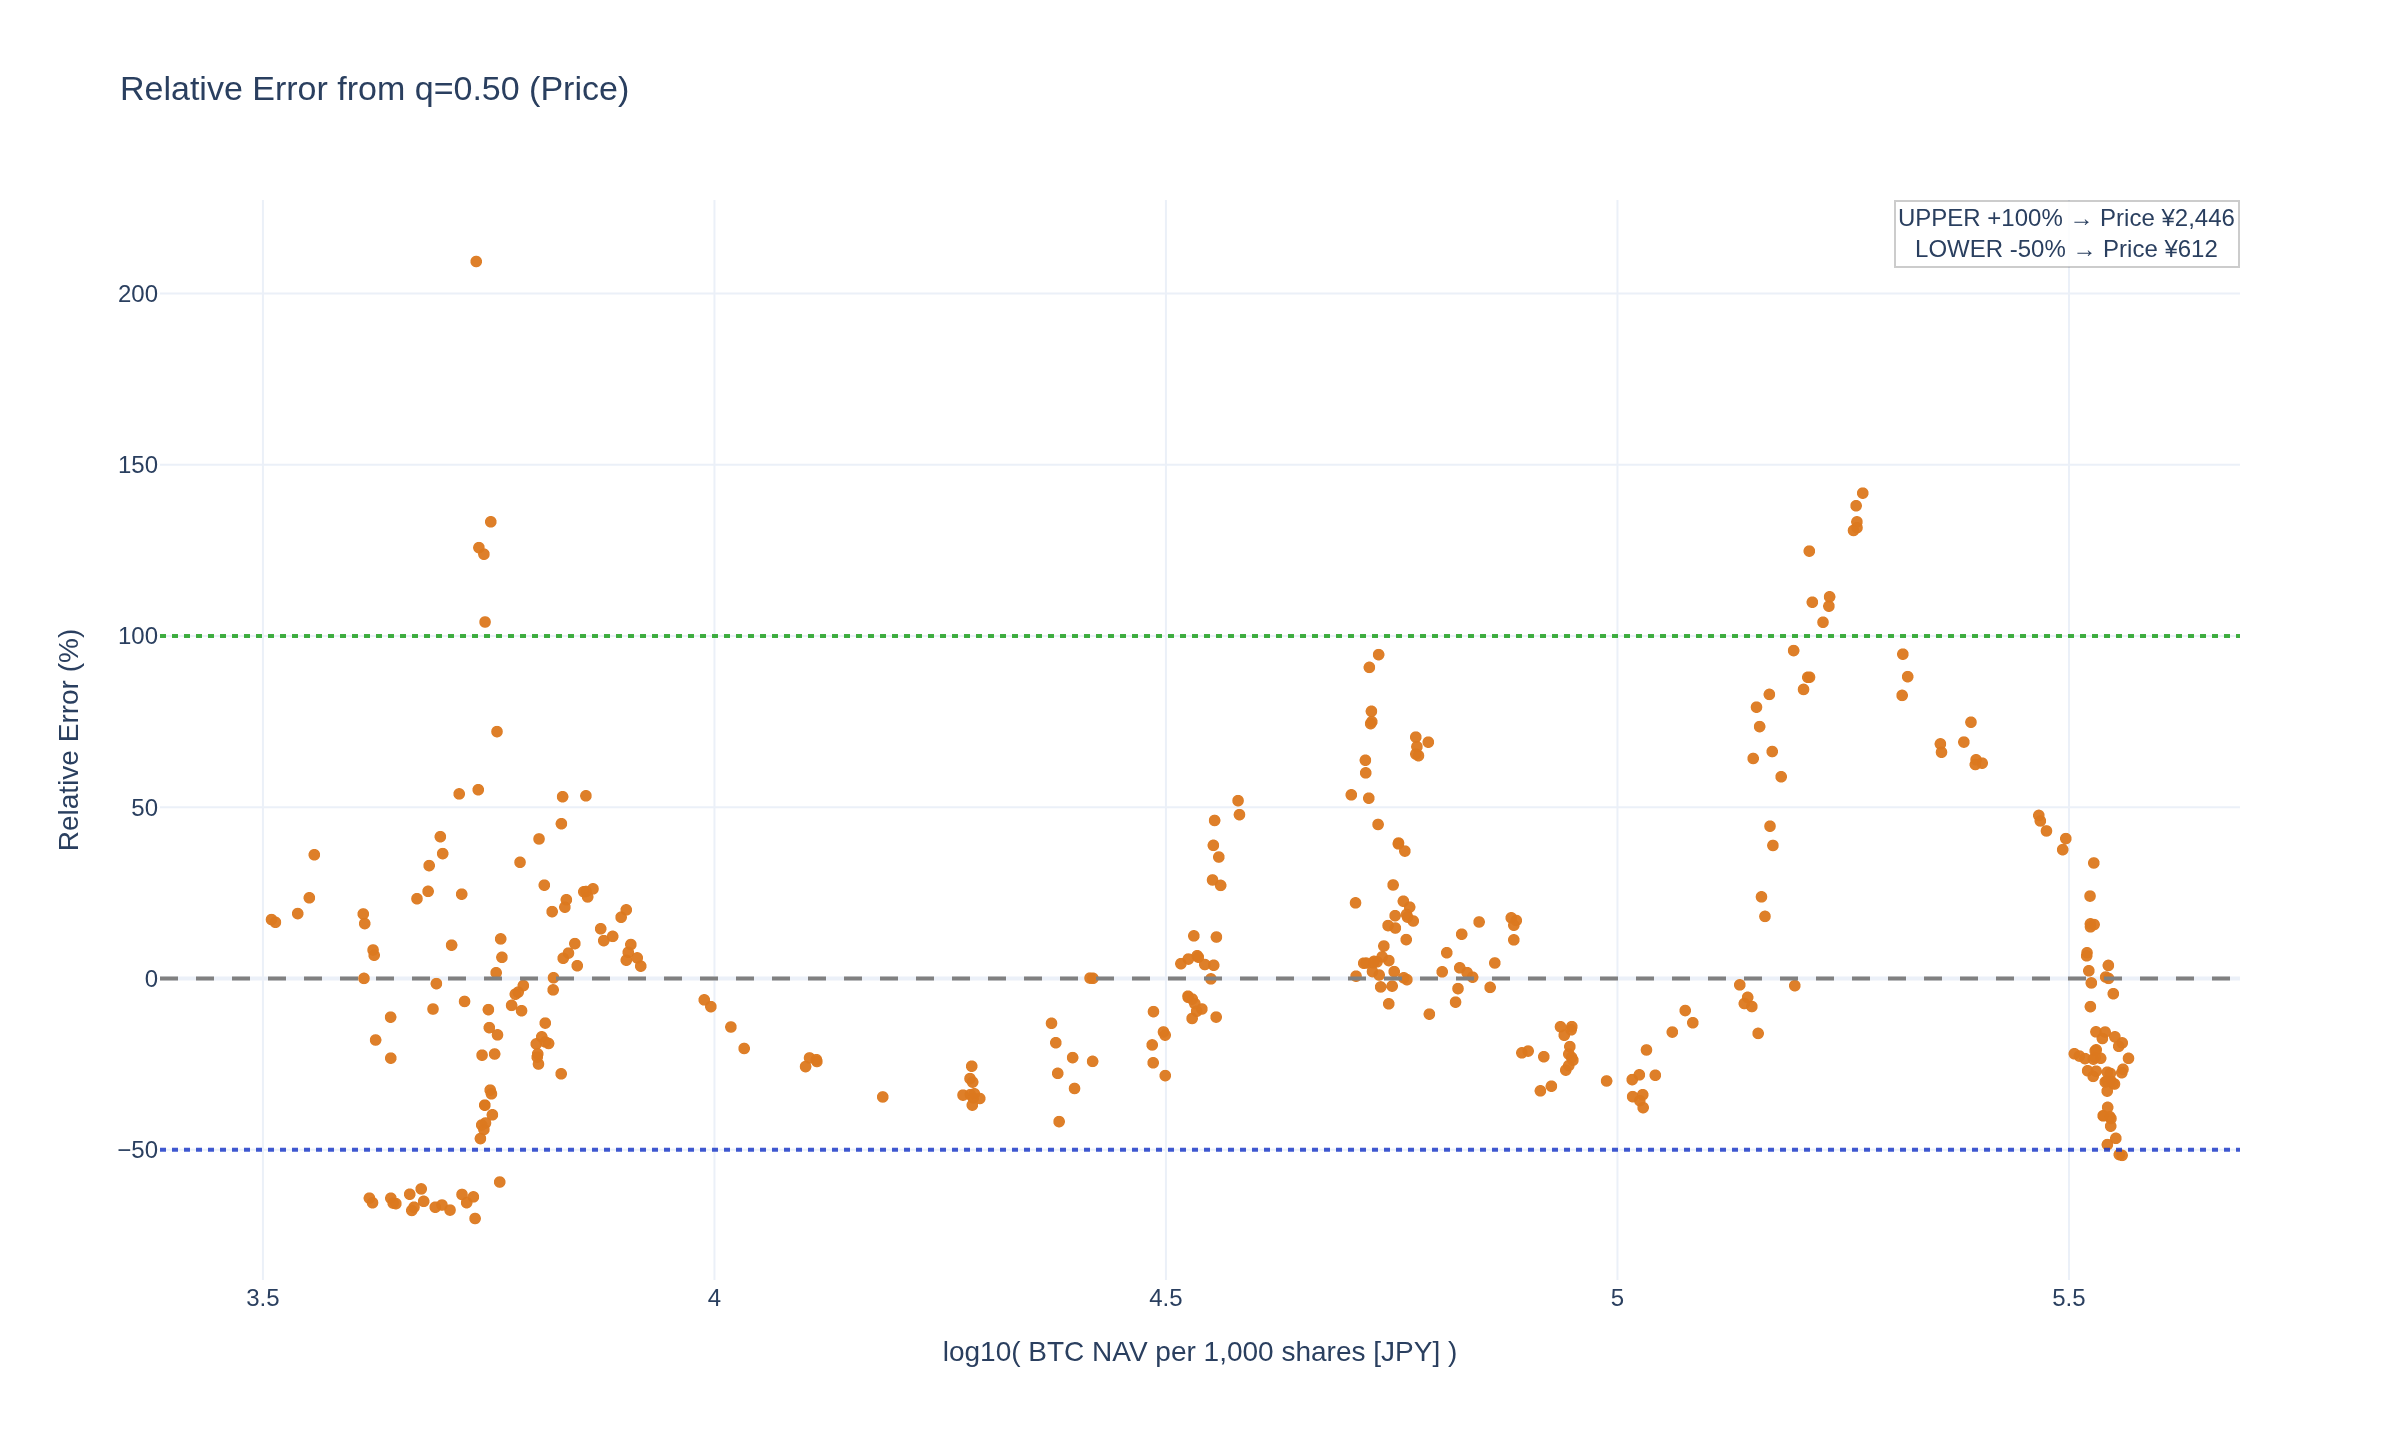 Relative Error from q=0.50 (Price)
UPPER +100% → Price ¥2,446
LOWER -50% → Price ¥612
200
150
100
50
0
−50
Relative Error (%)
3.5
4
4.5
5
5.5
log10( BTC NAV per 1,000 shares [JPY] )